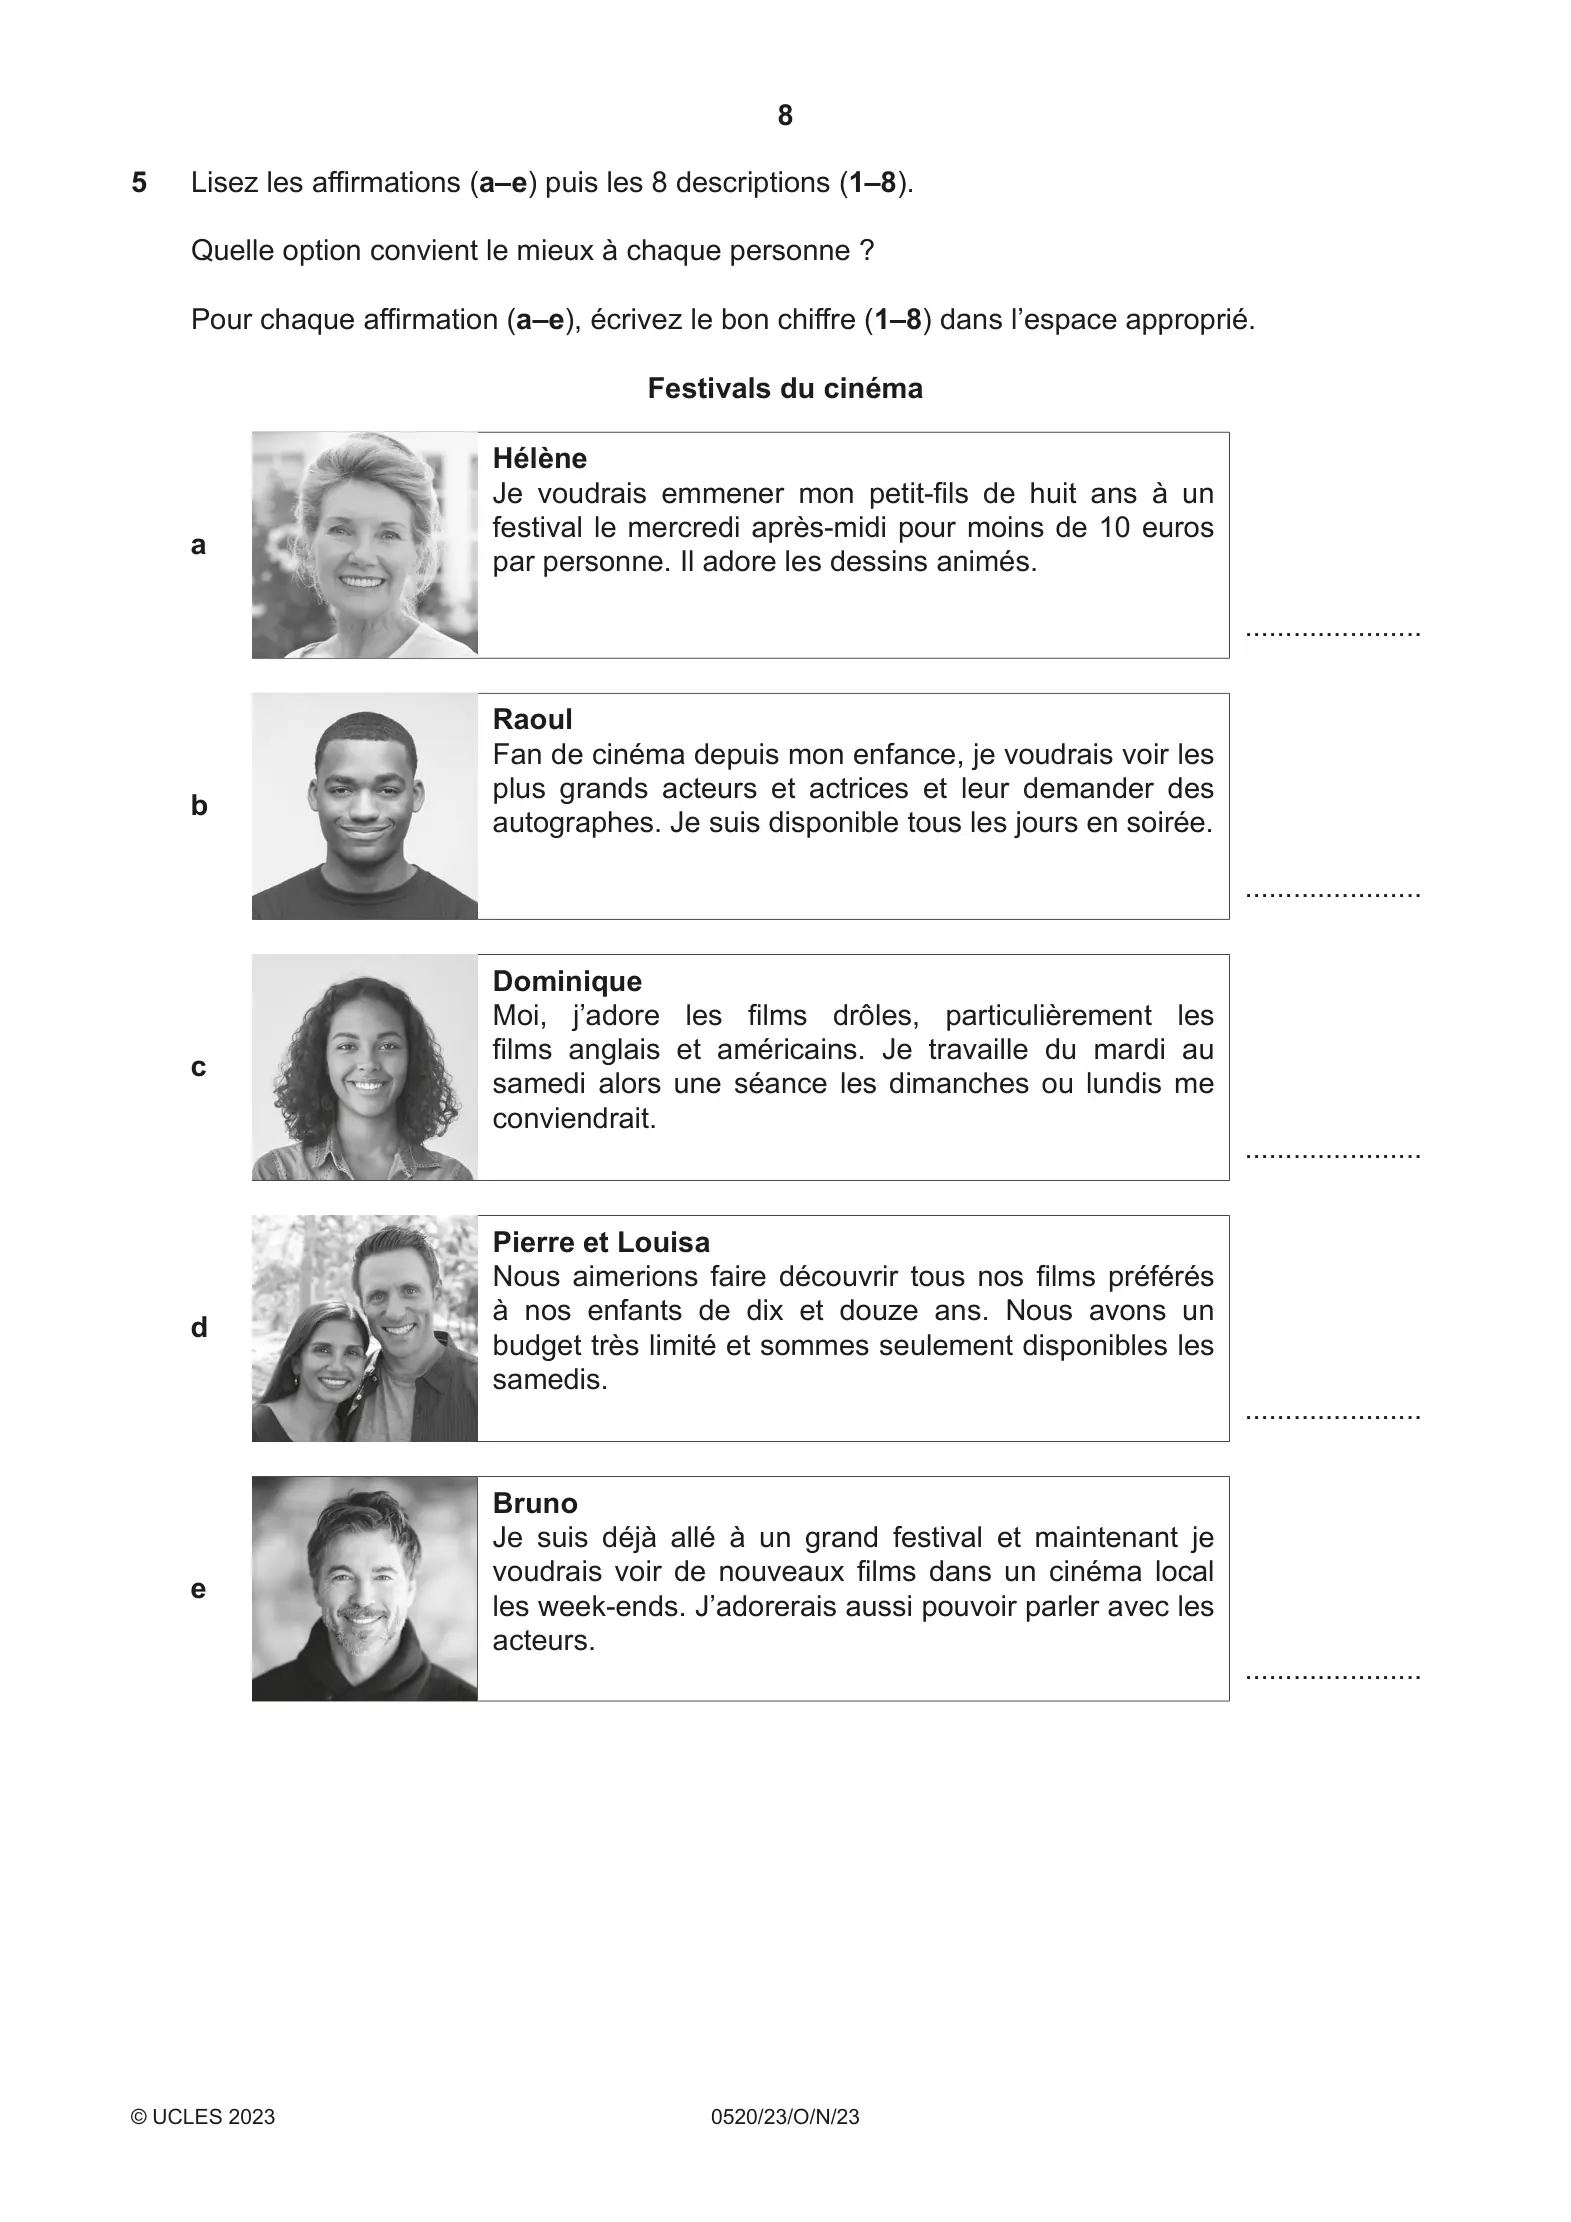 8
5 Lisez les affirmations (a–e) puis les 8 descriptions (1–8).
Quelle option convient le mieux à chaque personne ?
Pour chaque affirmation (a–e), écrivez le bon chiffre (1–8) dans l’espace approprié.
Festivals du cinéma
a
Hélène
Je voudrais emmener mon petit-fils de huit ans à un
festival le mercredi après-midi pour moins de 10 euros
par personne. Il adore les dessins animés.
......................
b
Raoul
Fan de cinéma depuis mon enfance, je voudrais voir les
plus grands acteurs et actrices et leur demander des
autographes. Je suis disponible tous les jours en soirée.
......................
c
Dominique
Moi, j’adore les films drôles, particulièrement les
films anglais et américains. Je travaille du mardi au
samedi alors une séance les dimanches ou lundis me
conviendrait.
......................
d
Pierre et Louisa
Nous aimerions faire découvrir tous nos films préférés
à nos enfants de dix et douze ans. Nous avons un
budget très limité et sommes seulement disponibles les
samedis.
......................
e
Bruno
Je suis déjà allé à un grand festival et maintenant je
voudrais voir de nouveaux films dans un cinéma local
les week-ends. J’adorerais aussi pouvoir parler avec les
acteurs.
......................
© UCLES 2023 0520/23/O/N/23